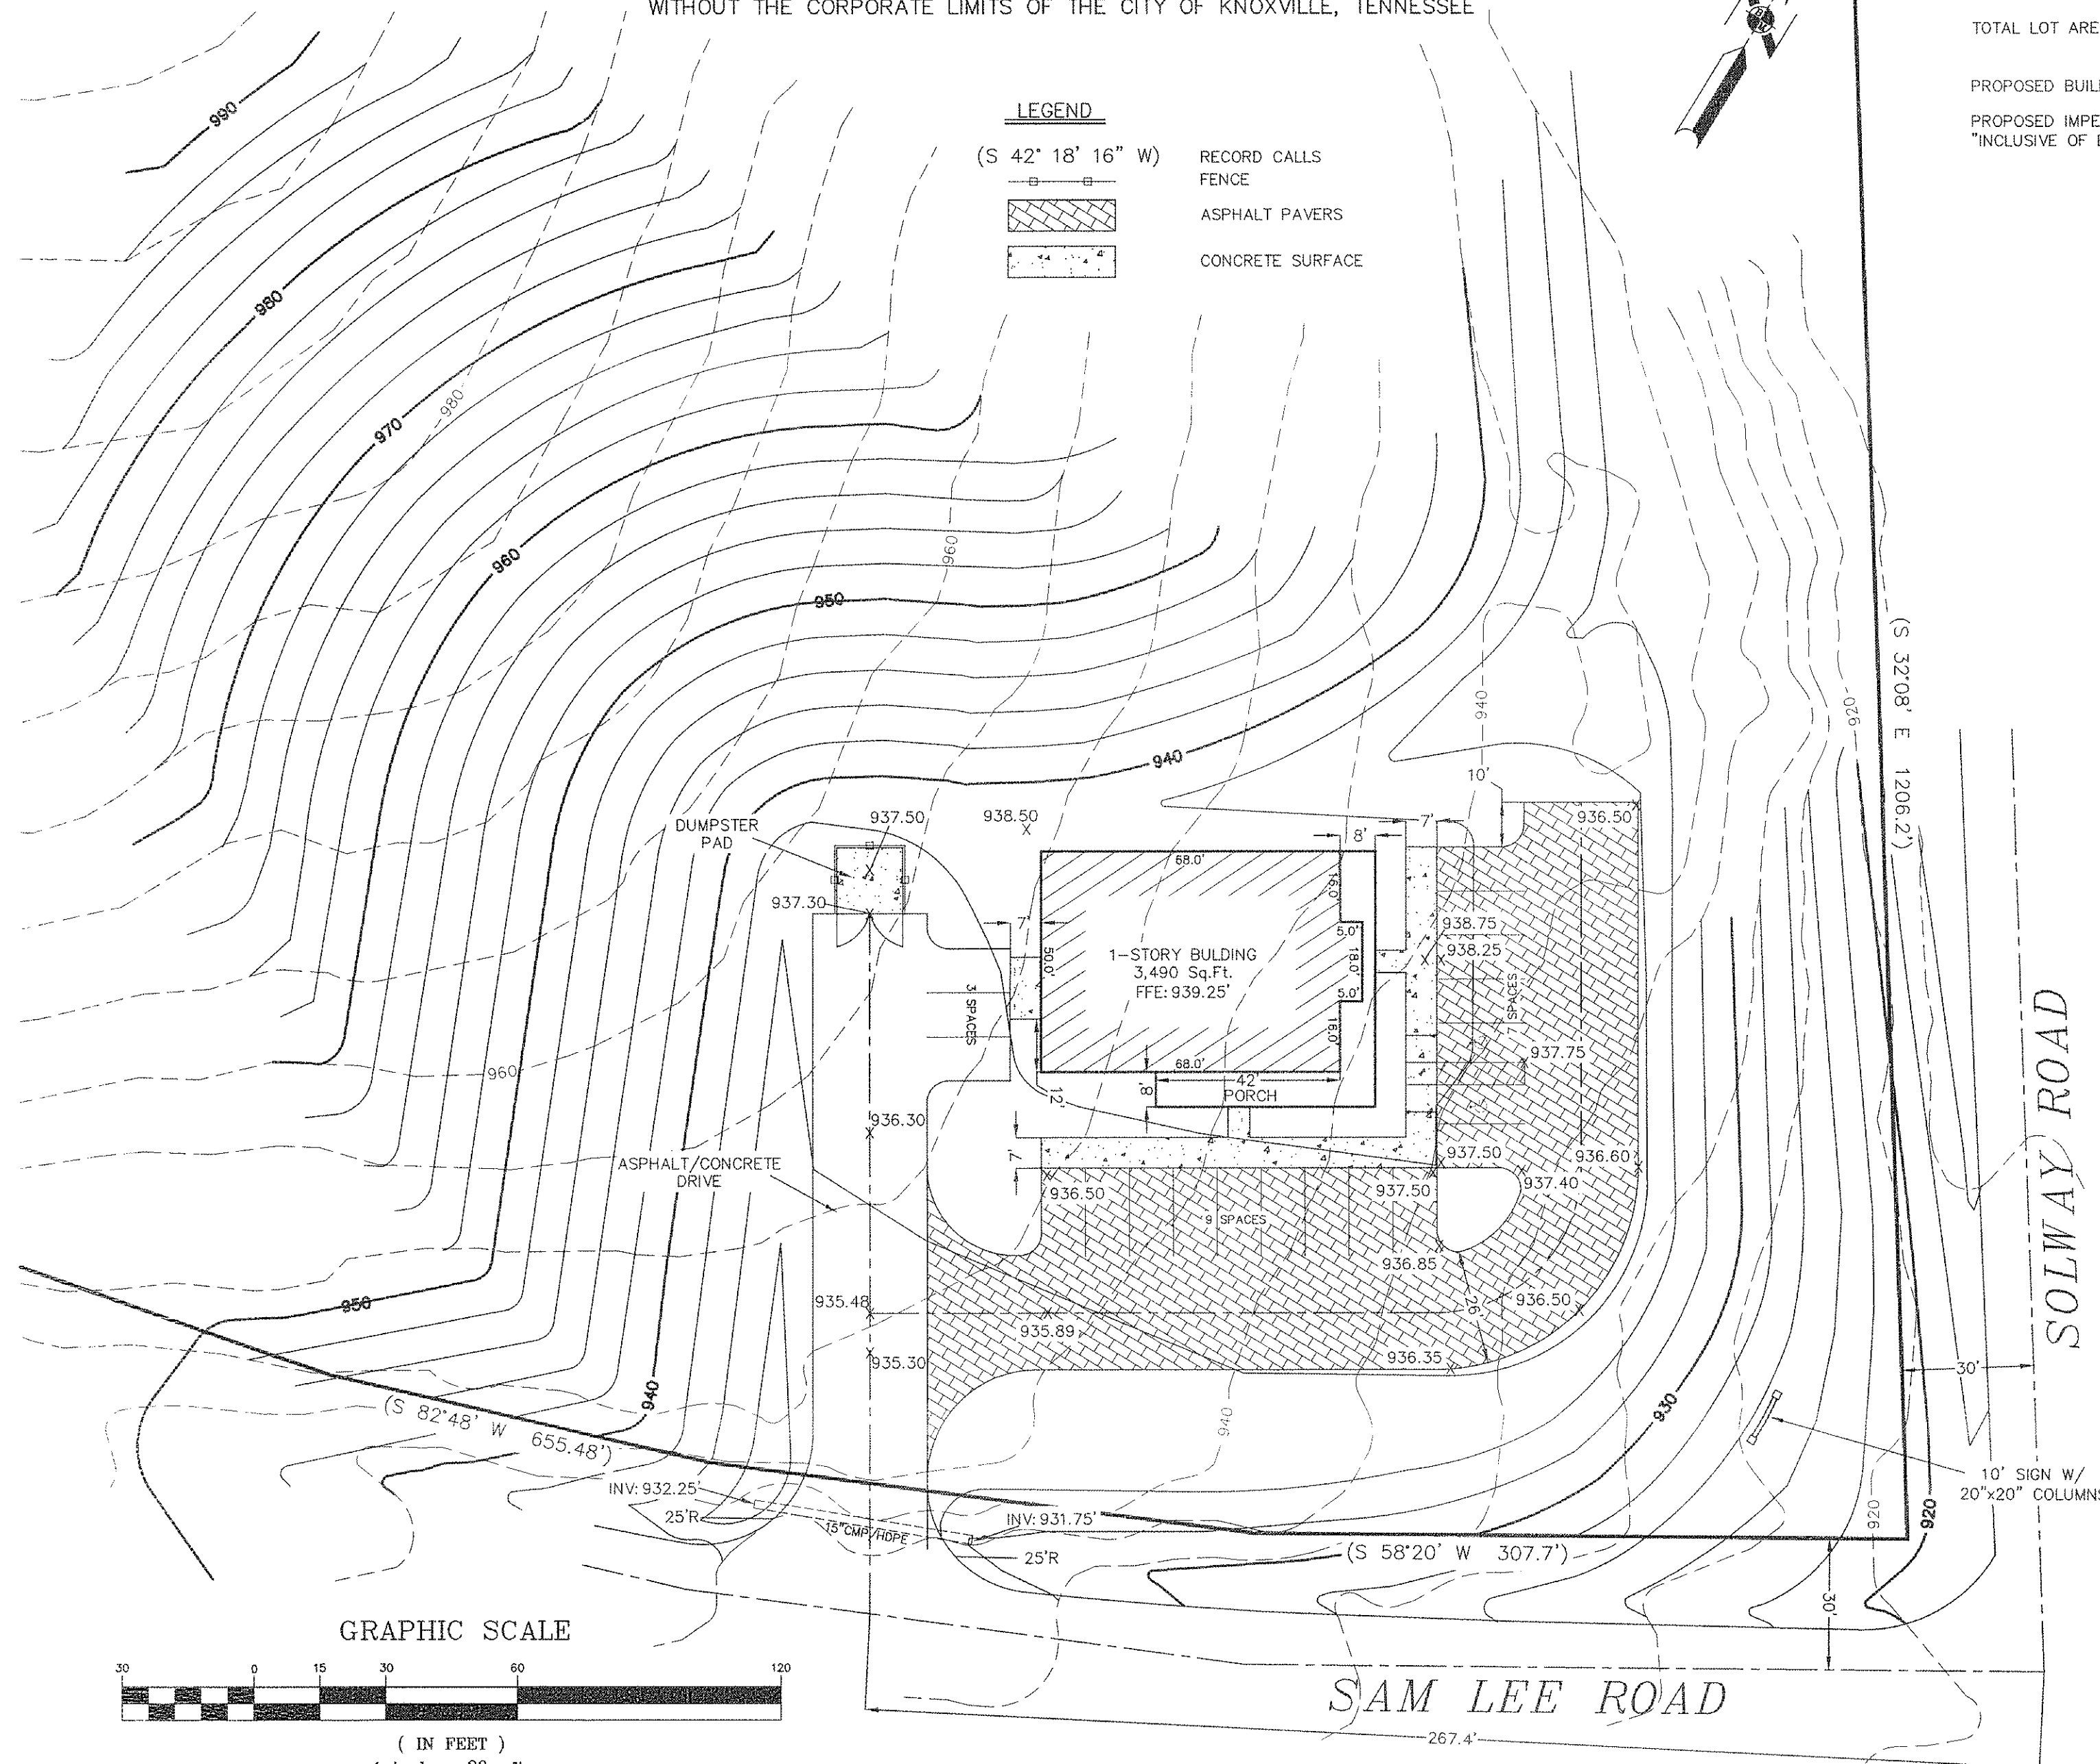 WITHOUT THE CORPORATE LIMITS OF THE CITY OF KNOXVILLE, TENNESSEE
TOTAL LOT ARE
PROPOSED BUIL
PROPOSED IMPE
"INCLUSIVE OF
LEGEND
(S 42° 18' 16" W) RECORD CALLS
FENCE
ASPHALT PAVERS
CONCRETE SURFACE
990
980
970
980
960
960
950
940
940
920
(S 32°08' E 1206.2')
10'
DUMPSTER
PAD
937.50
938.50
937.30
7'
8'
936.50
68.0'
16.0'
5.0'
18.0'
5.0'
16.0'
50.0'
7'
1-STORY BULDING
3,490 Sq.Ft.
FFE: 939.25'
938.75
938.25
7 SPACES
3 SPACES
937.75
68.0'
42'
PORCH
8'
12'
960
936.30
ASPHALT/CONCRETE
DRIVE
7'
936.50
937.50
937.50
936.60
937.40
9 SPACES
936.85
936.50
26'
935.48
935.89
935.30
936.35
950
940
940
930
30'
SOLWAY ROAD
(S 82°48' W 655.48')
10' SIGN W/
20"x20" COLUMNS
INV: 932.25'
25'R
15"CMP/HDPE
INV: 931.75'
25'R
(S 58°20' W 307.7')
920
920
30'
SAM LEE ROAD
267.4'
GRAPHIC SCALE
30 0 15 30 60 120
( IN FEET )